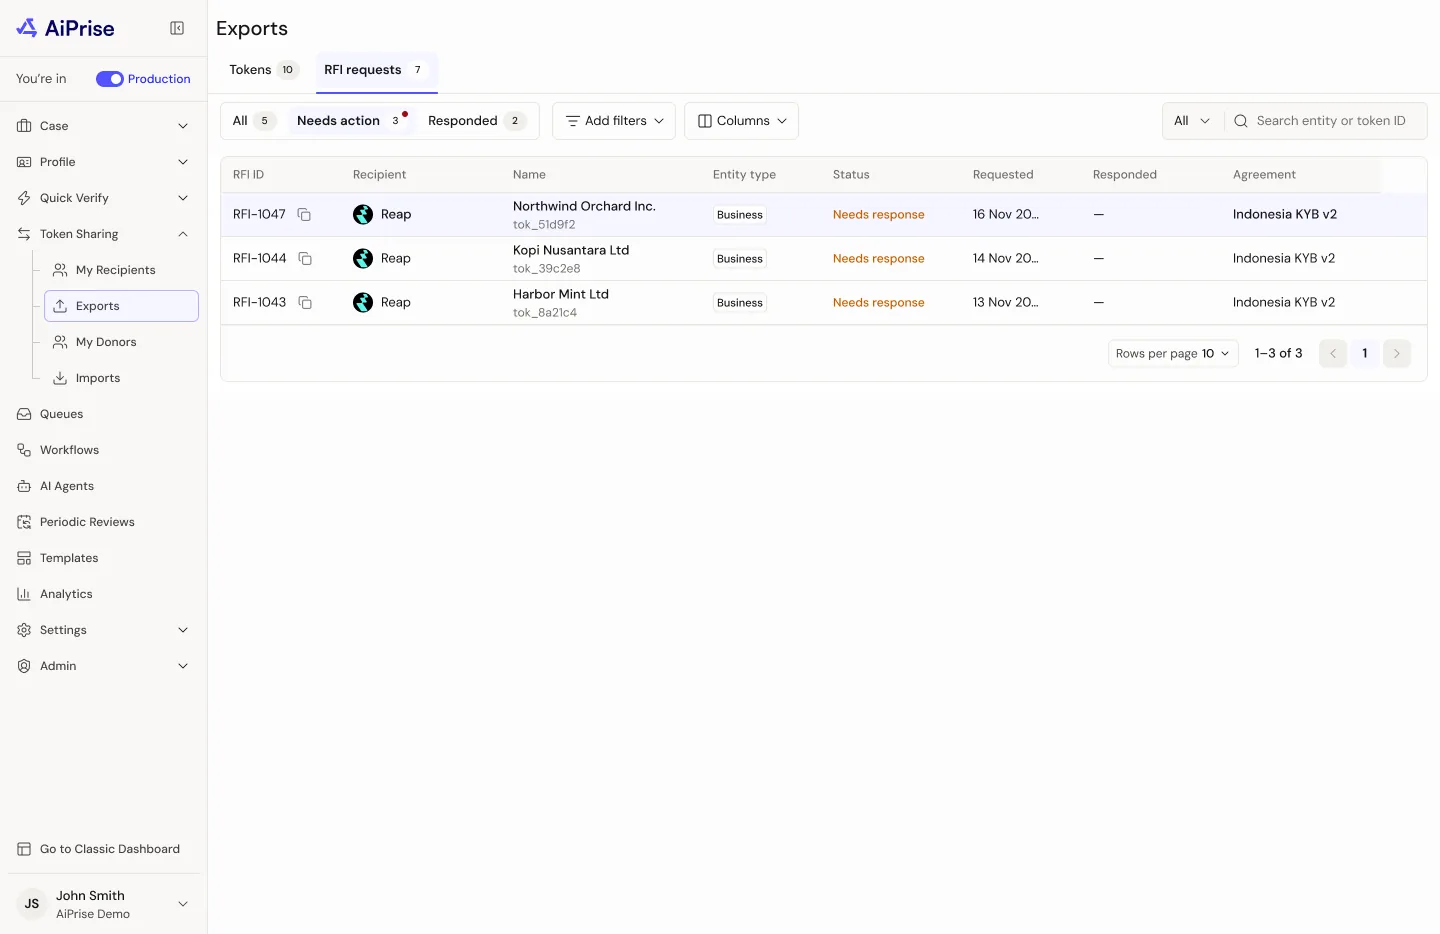 AiPrise
You're in Production
Case
Profile
Quick Verify
Token Sharing
My Recipients
Exports
My Donors
Imports
Queues
Workflows
AI Agents
Periodic Reviews
Templates
Analytics
Settings
Admin
Go to Classic Dashboard
JS
John Smith
AiPrise Demo
Exports
Tokens 10 RFI requests 7
All 5 Needs action 3 Responded 2 Add filters Columns All Search entity or token ID
RFI ID Recipient Name Entity type Status Requested Responded Agreement
RFI-1047 Reap Northwind Orchard Inc. Business Needs response 16 Nov 20... — Indonesia KYB v2
tok_51d9f2
RFI-1044 Reap Kopi Nusantara Ltd Business Needs response 14 Nov 20... — Indonesia KYB v2
tok_39c2e8
RFI-1043 Reap Harbor Mint Ltd Business Needs response 13 Nov 20... — Indonesia KYB v2
tok_8a21c4
Rows per page 10 1–3 of 3 1